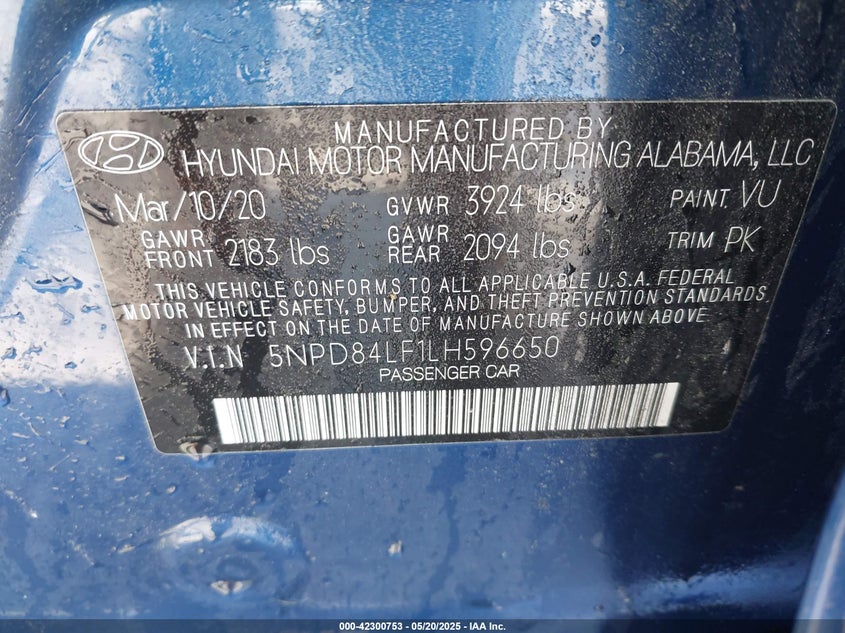 MANUFACTURED BY
HYUNDAI MOTOR MANUFACTURING ALABAMA, LLC
Mar/10/20 GVWR 3924 lbs PAINT VU
GAWR FRONT 2183 lbs GAWR REAR 2094 lbs TRIM PK
THIS VEHICLE CONFORMS TO ALL APPLICABLE U.S.A. FEDERAL
MOTOR VEHICLE SAFETY, BUMPER, AND THEFT PREVENTION STANDARDS
IN EFFECT ON THE DATE OF MANUFACTURE SHOWN ABOVE
V.I.N 5NPD84LF1LH596650
PASSENGER CAR
000-42300753 - 05/20/2025 - IAA Inc.